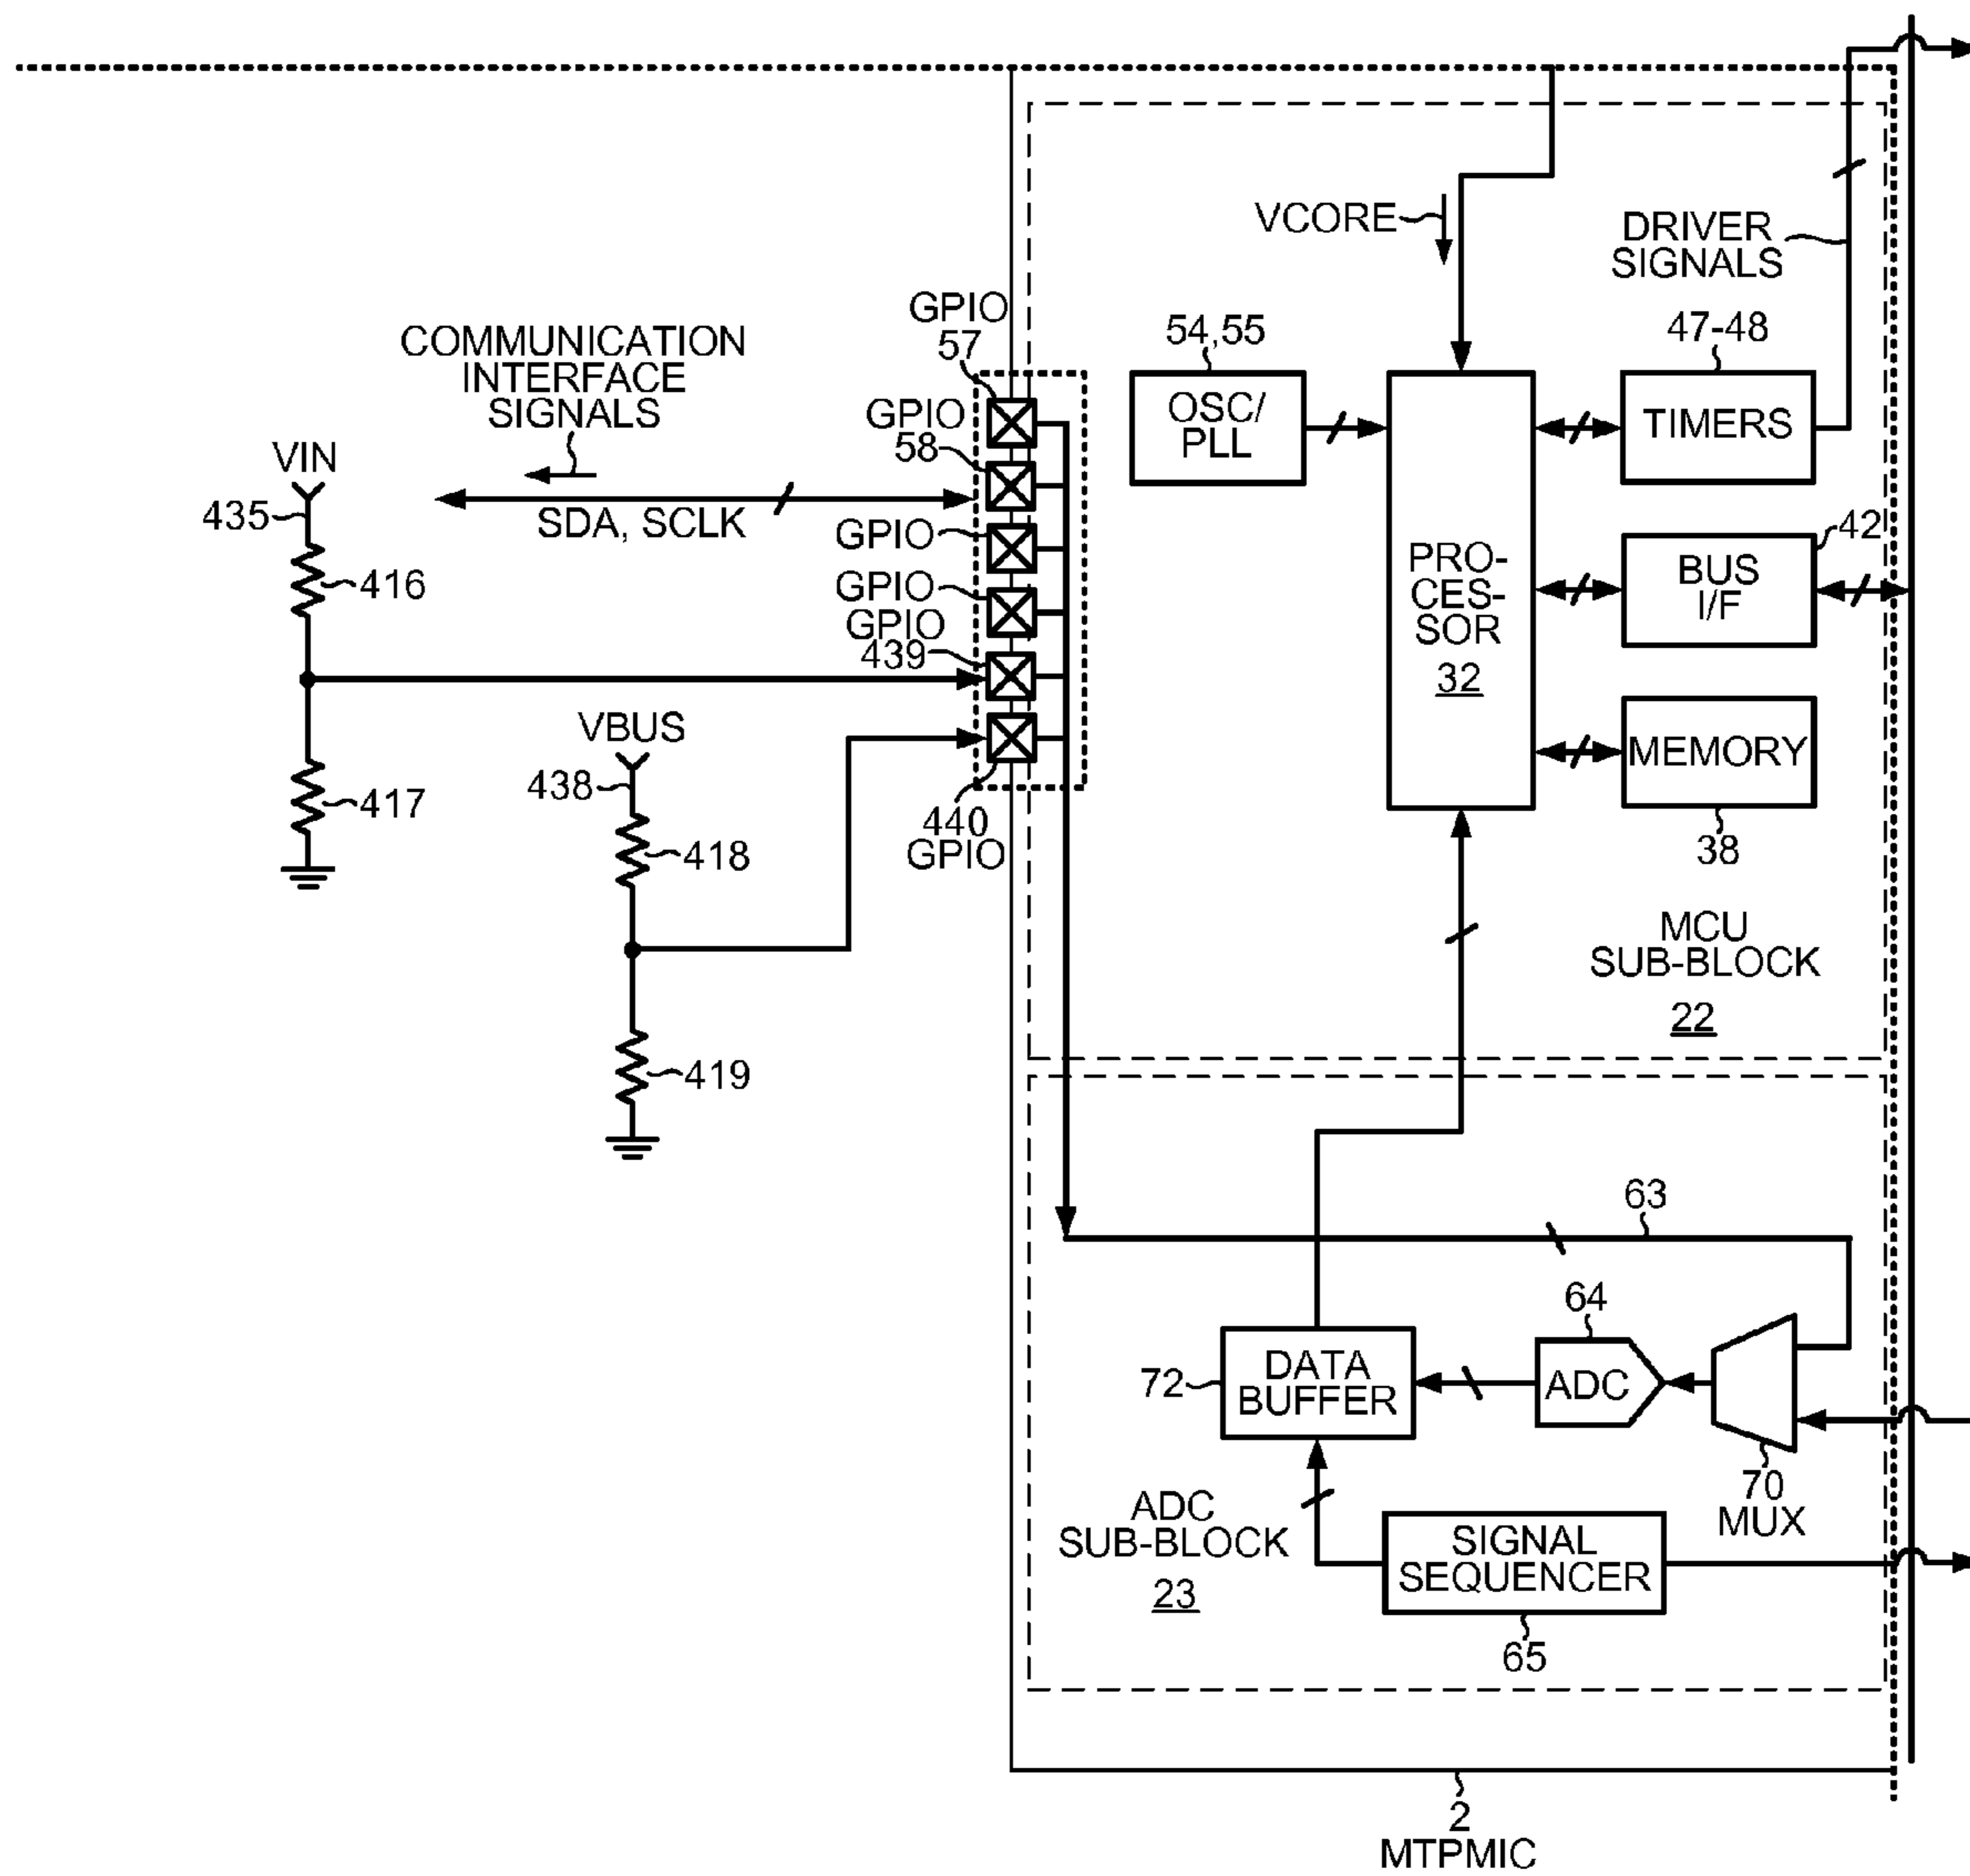 VCORE
DRIVER
SIGNALS
GPIO
57
COMMUNICATION
INTERFACE
SIGNALS
GPIO
58
54,55
OSC/
PLL
47-48
TIMERS
VIN
435
SDA, SCLK
GPIO
416
GPIO
GPIO
439
PRO-
CES-
SOR
32
42
BUS
I/F
VBUS
438
417
440
GPIO
MEMORY
38
418
MCU
SUB-BLOCK
22
419
63
64
72
DATA
BUFFER
ADC
70
MUX
ADC
SUB-BLOCK
23
SIGNAL
SEQUENCER
65
2
MTPMIC